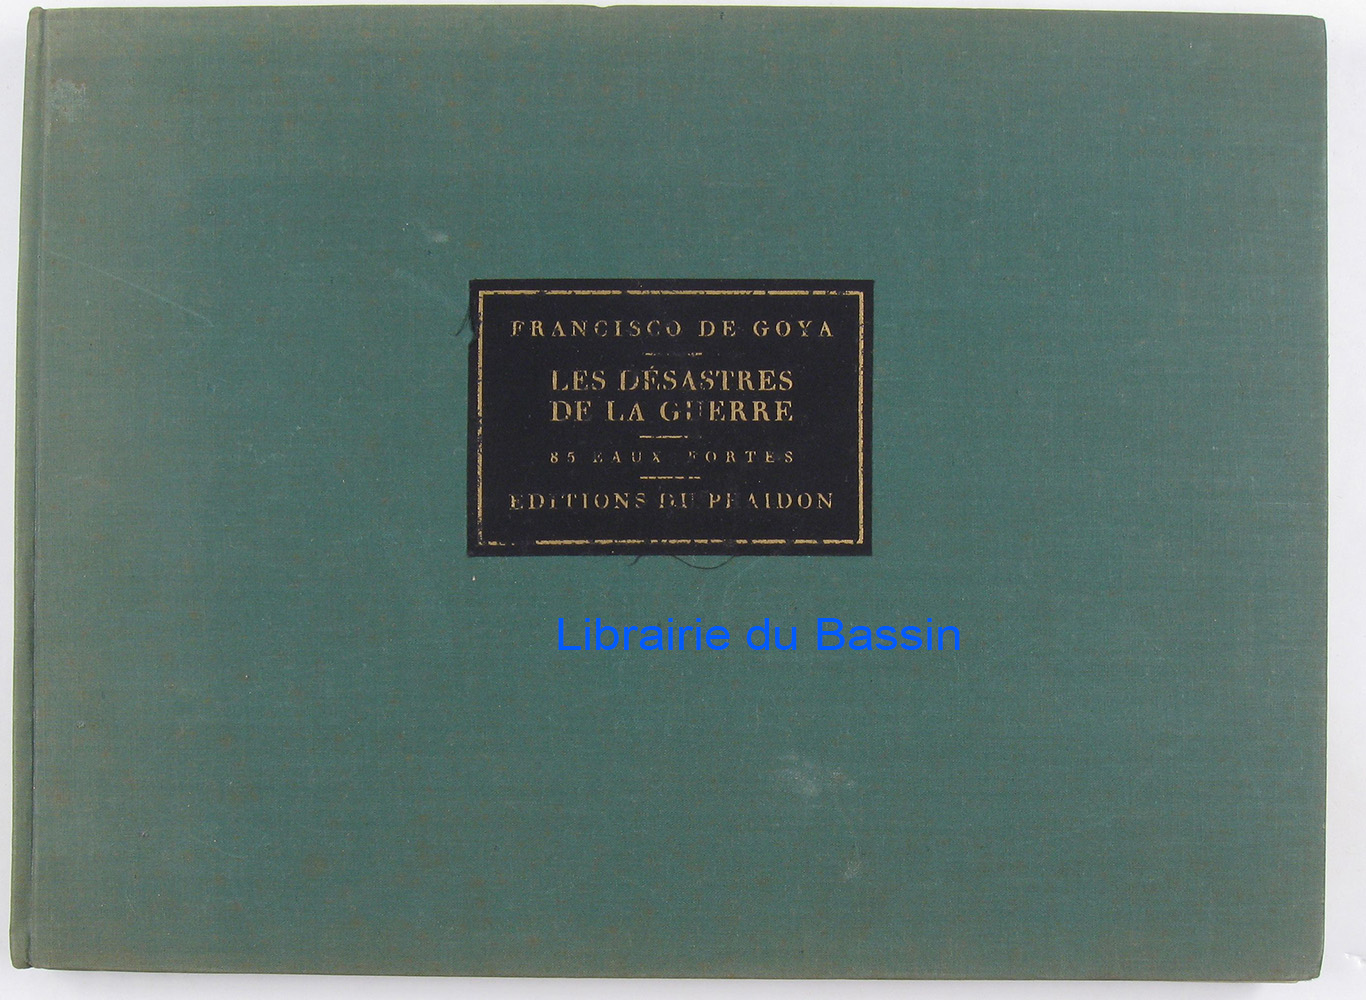 FRANCISCO DE GOYA
LES DÉSASTRES
DE LA GUERRE
85 EAUX FORTES
EDITIONS DU PHAIDON
Librairie du Bassin